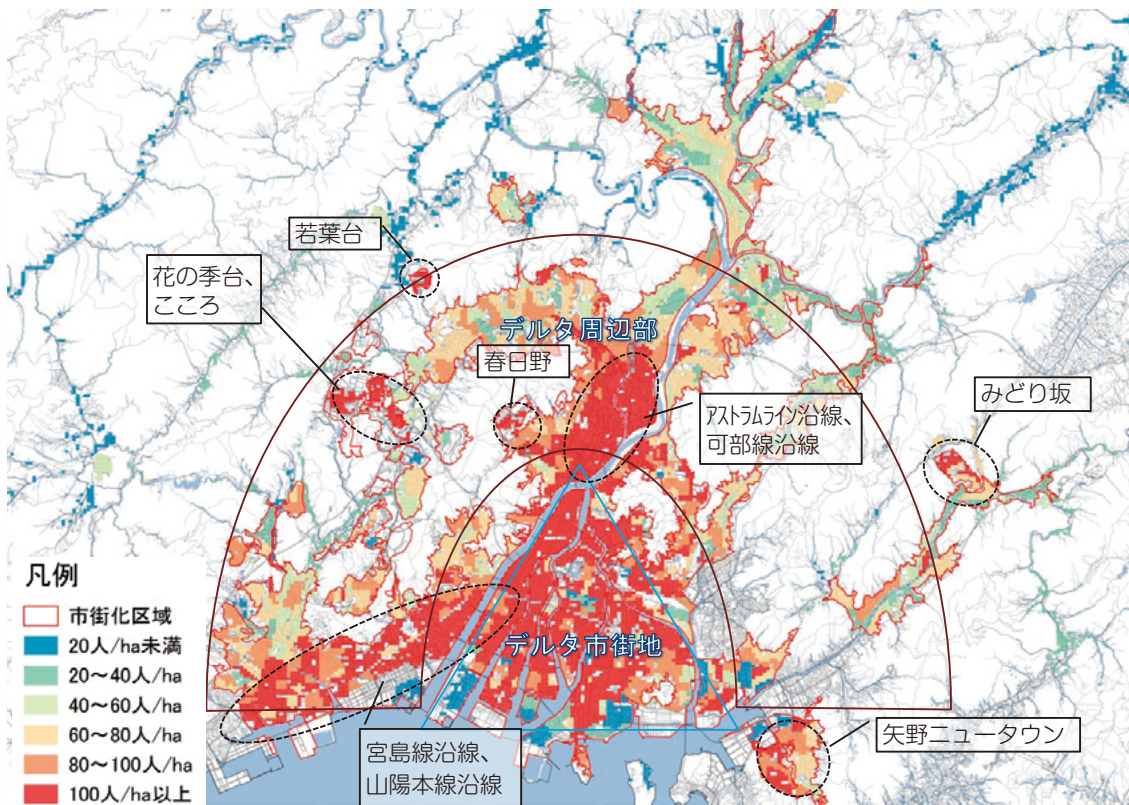 若葉台
花の季台、
こころ
デルタ周辺部
春日野
アストラムライン沿線、
可部線沿線
みどり坂
デルタ市街地
宮島線沿線、
山陽本線沿線
矢野ニュータウン
凡例
市街化区域
20人/ha未満
20～40人/ha
40～60人/ha
60～80人/ha
80～100人/ha
100人/ha以上